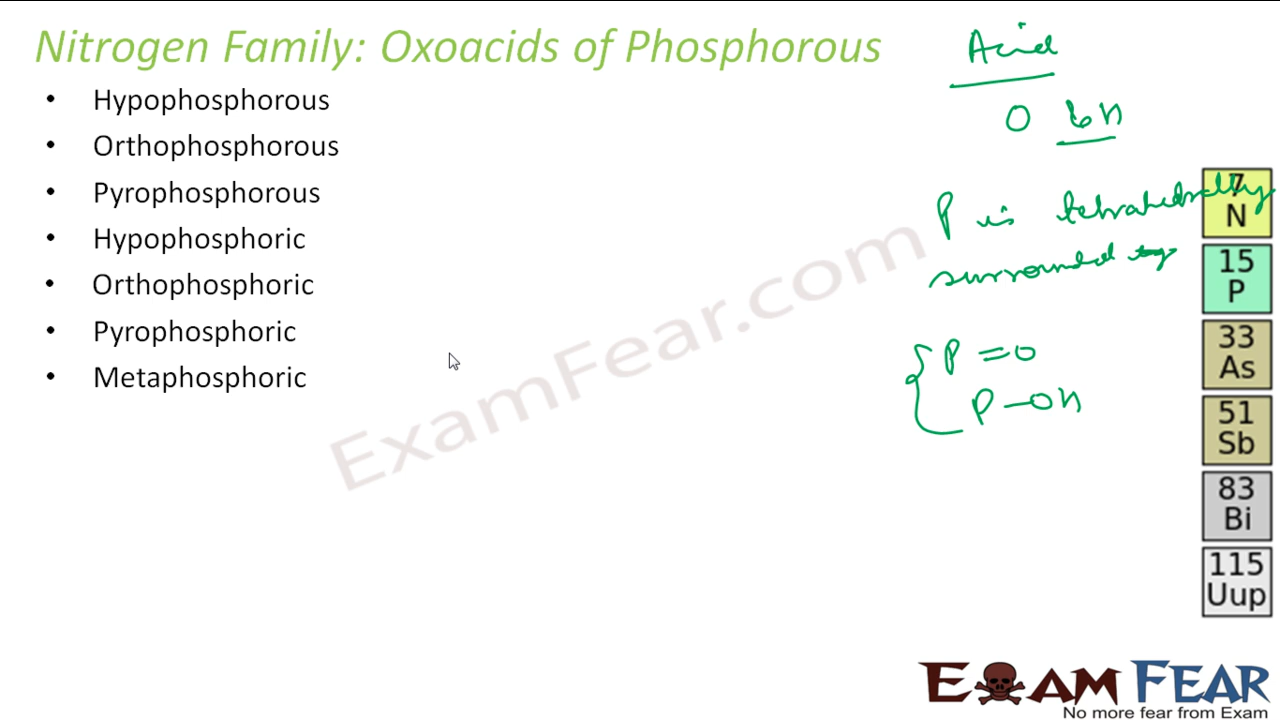 Nitrogen Family: Oxoacids of Phosphorous
• Hypophosphorous
• Orthophosphorous
• Pyrophosphorous
• Hypophosphoric
• Orthophosphoric
• Pyrophosphoric
• Metaphosphoric
Acid
O
P is tetrahedrally
surrounded by
P = O
P – OH
ExamFear.com
7
N
15
P
33
As
51
Sb
83
Bi
115
Uup
EXAM FEAR
No more fear from Exam